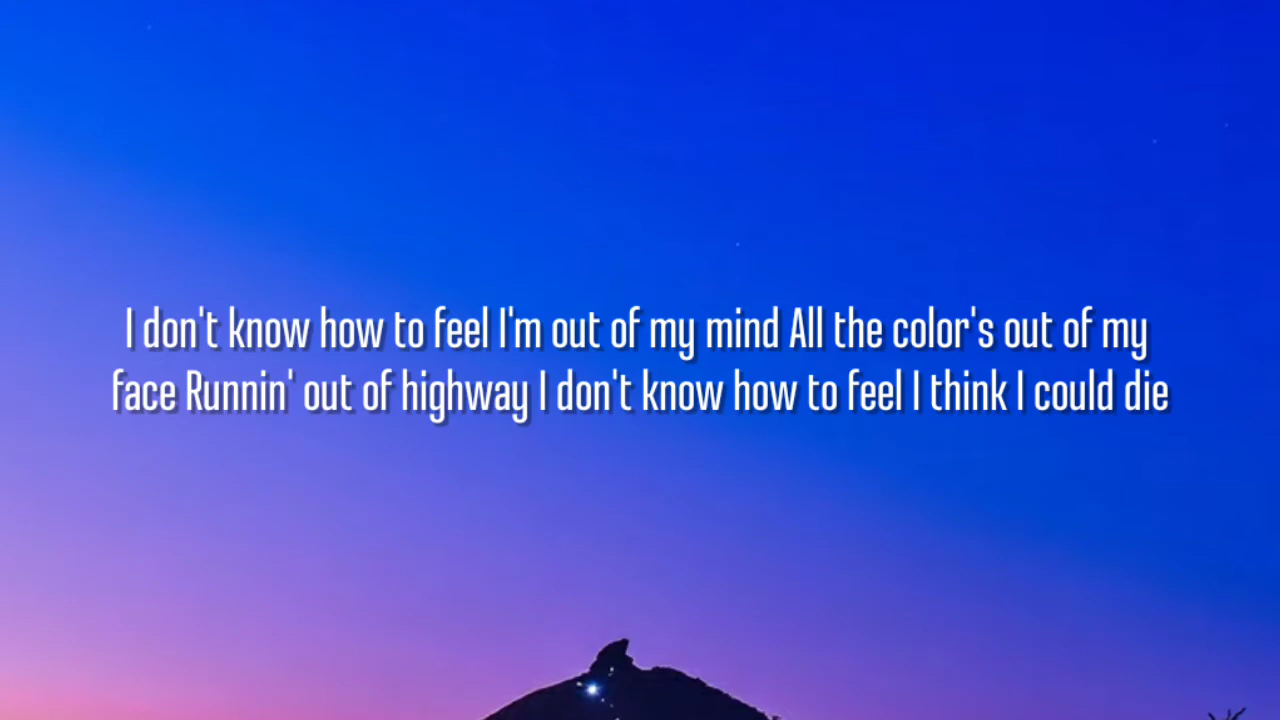 I don't know how to feel I'm out of my mind All the color's out of my
face Runnin' out of highway I don't know how to feel I think I could die